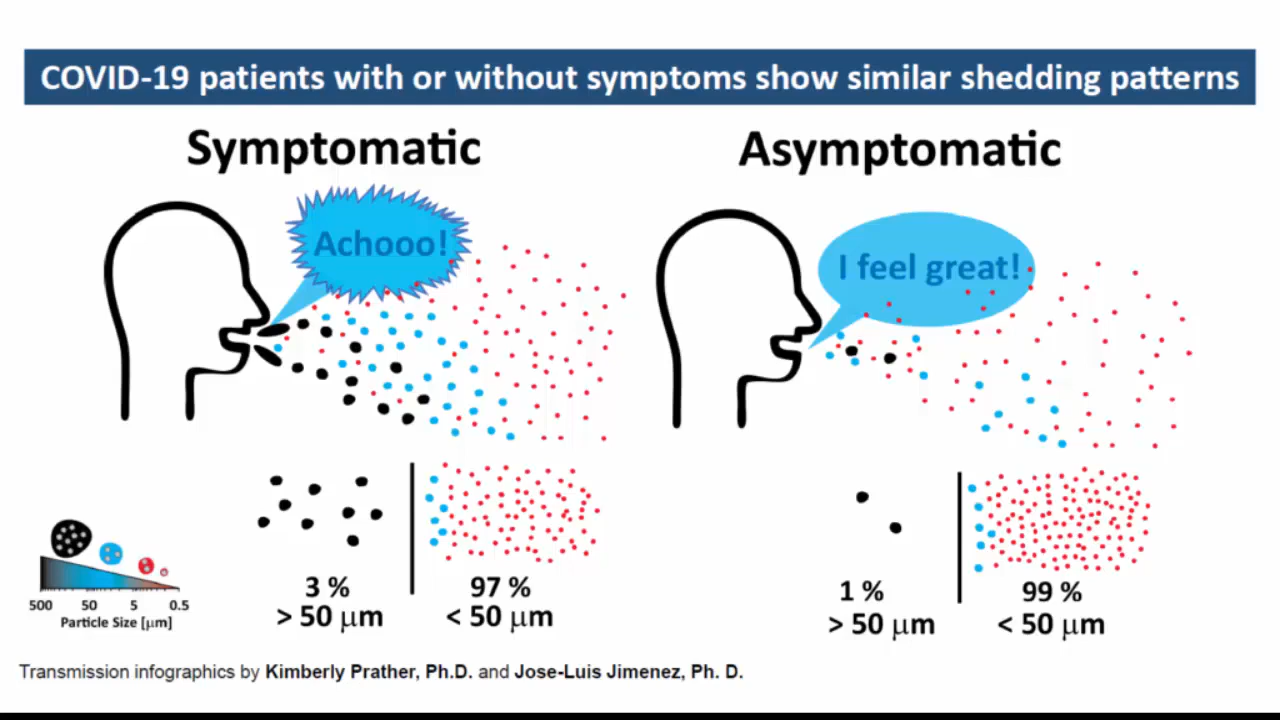 COVID-19 patients with or without symptoms show similar shedding patterns
Symptomatic
Asymptomatic
Achooo!
I feel great!
3 %
> 50 μm
97 %
< 50 μm
1 %
> 50 μm
99 %
< 50 μm
500 50 5 0.5
Particle Size [μm]
Transmission infographics by Kimberly Prather, Ph.D. and Jose-Luis Jimenez, Ph. D.